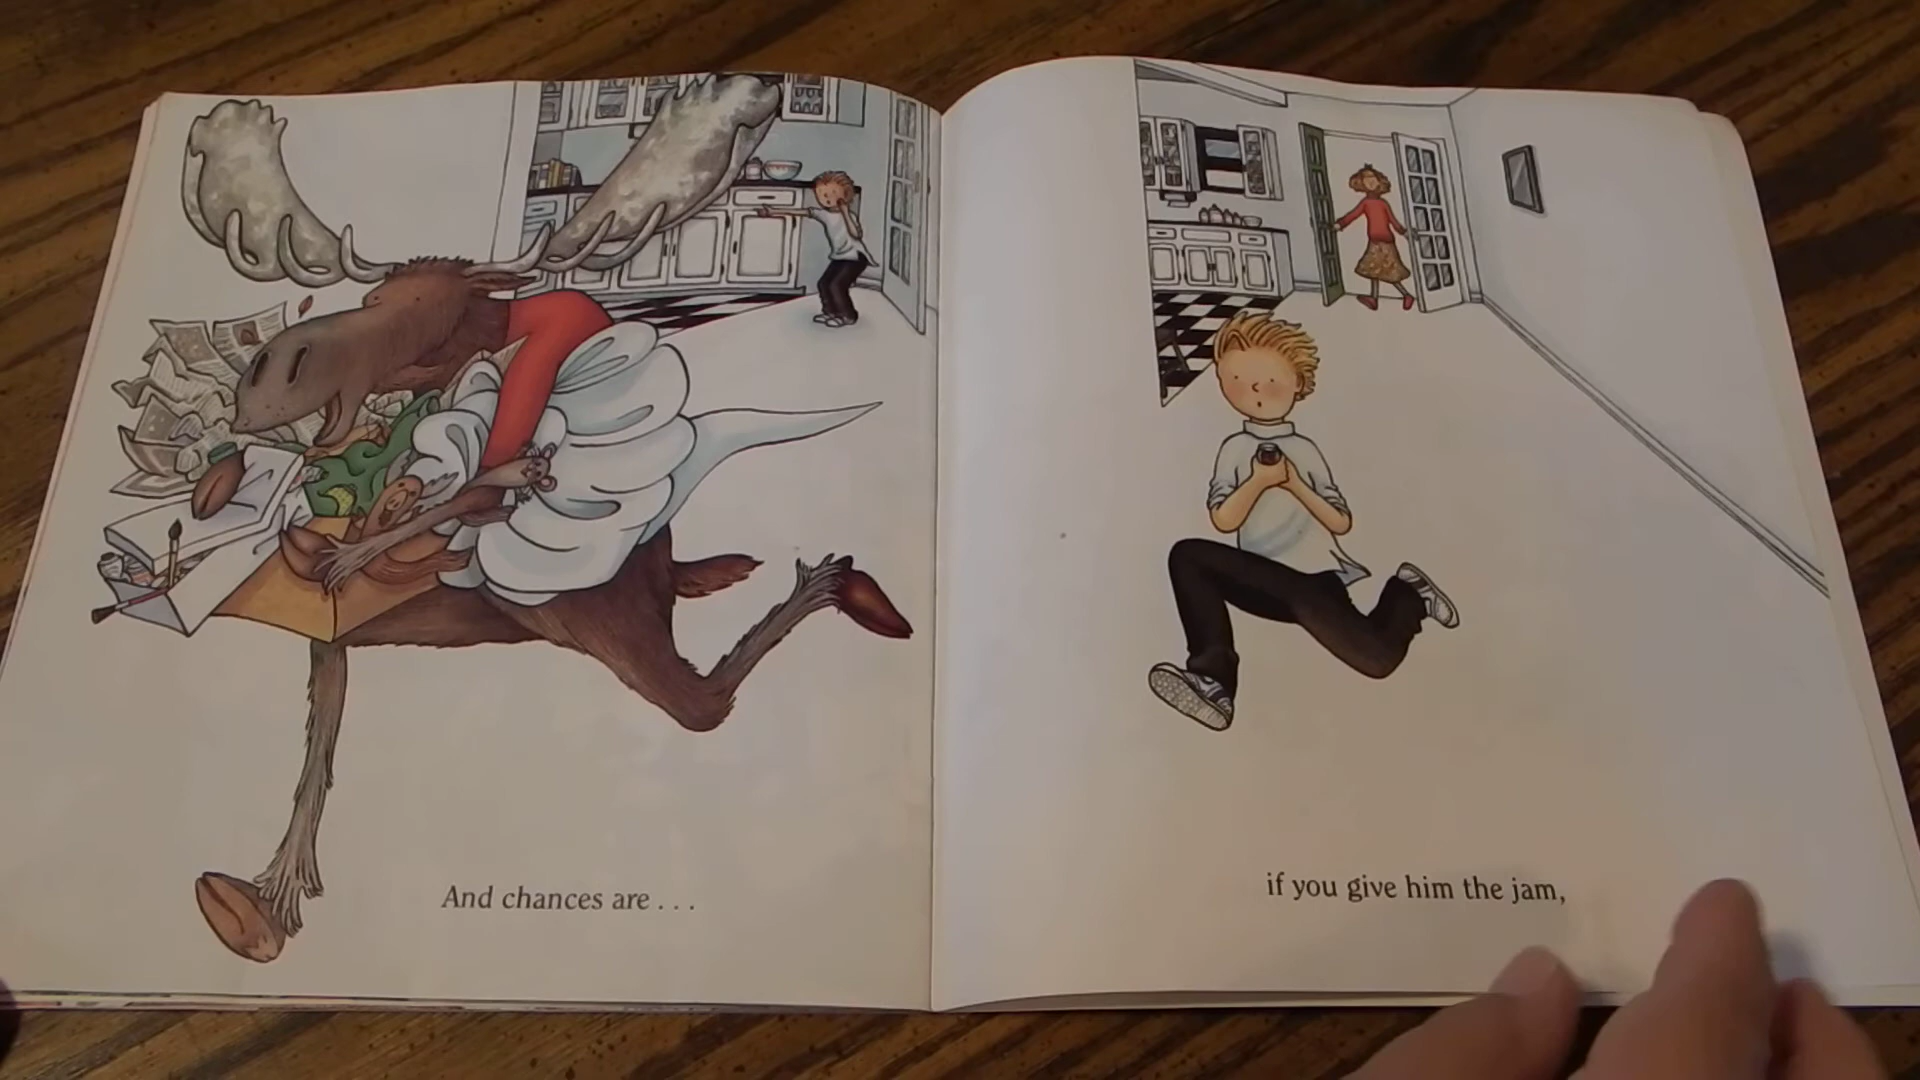 And chances are . . .
if you give him the jam,